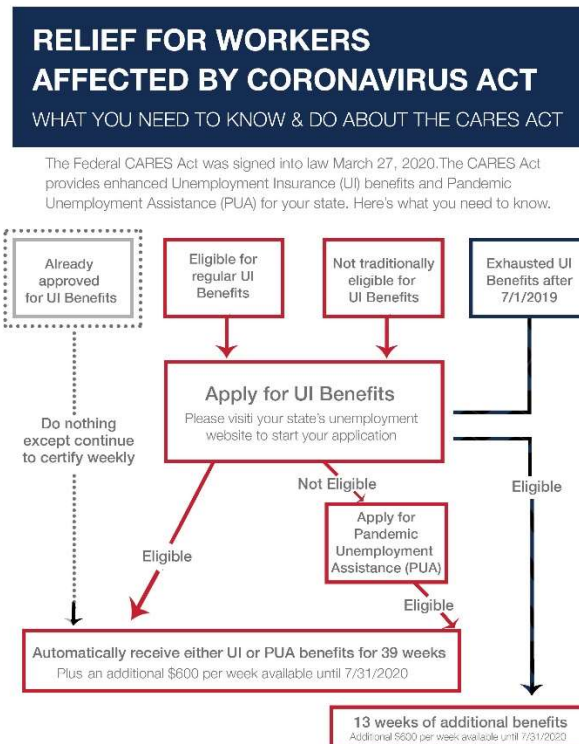 RELIEF FOR WORKERS
AFFECTED BY CORONAVIRUS ACT
WHAT YOU NEED TO KNOW & DO ABOUT THE CARES ACT
The Federal CARES Act was signed into law March 27, 2020.The CARES Act
provides enhanced Unemployment Insurance (UI) benefits and Pandemic
Unemployment Assistance (PUA) for your state. Here's what you need to know.
Already
approved
for UI Benefits
Eligible for
regular UI
Benefits
Not traditionally
eligible for
UI Benefits
Exhausted UI
Benefits after
7/1/2019
Apply for UI Benefits
Please visiti your state's unemployment
website to start your application
Do nothing
except continue
to certify weekly
Not Eligible
Eligible
Apply for
Pandemic
Unemployment
Assistance (PUA)
Eligible
Eligible
Automatically receive either UI or PUA benefits for 39 weeks
Plus an additional $600 per week available until 7/31/2020
13 weeks of additional benefits
Additional $600 per week available until 7/31/2020